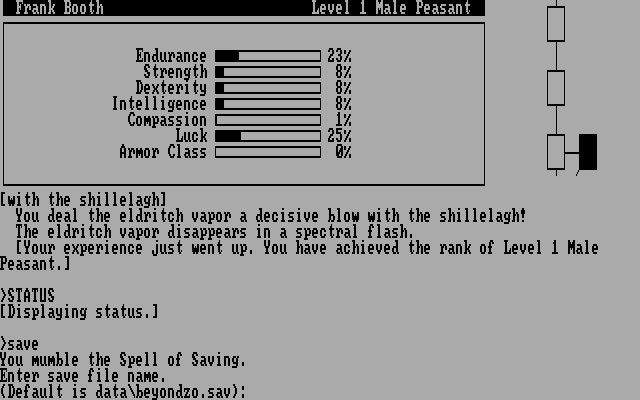 Frank Booth Level 1 Male Peasant
Endurance 23%
Strength 8%
Dexterity 8%
Intelligence 8%
Compassion 1%
Luck 25%
Armor Class 0%
[with the shillelagh]
You deal the eldritch vapor a decisive blow with the shillelagh!
The eldritch vapor disappears in a spectral flash.
[Your experience just went up. You have achieved the rank of Level 1 Male
Peasant.]
>STATUS
[Displaying status.]
>save
You mumble the Spell of Saving.
Enter save file name.
(Default is data\beyondzo.sav):